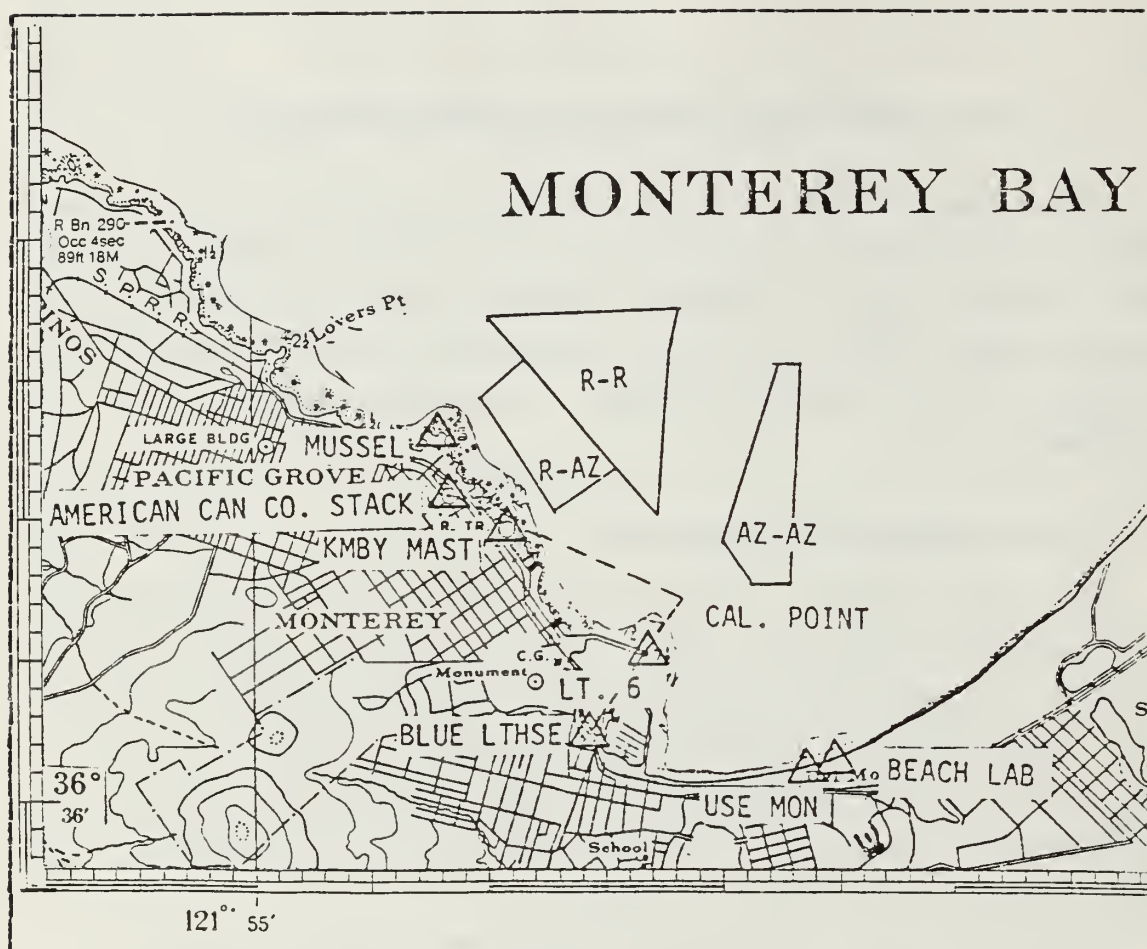 MONTEREY BAY
R Bn 290
Occ 4sec
89ft 18M
S. P. R. R.
INOS
Lovers Pt
R-R
R-AZ
AZ-AZ
LARGE BLDG
MUSSEL
PACIFIC GROVE
AMERICAN CAN CO. STACK
R. TR
KMBY MAST
MONTEREY
CAL. POINT
C.G.
Monument
LT. 6
BLUE LTHSE
BEACH LAB
USE MON
School
36°
36'
121° 55'